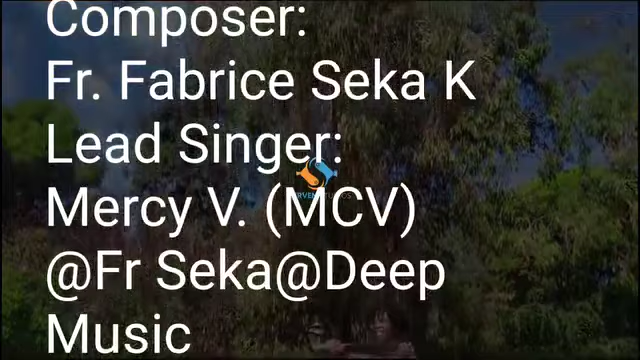 Composer:
Fr. Fabrice Seka K
Lead Singer:
Mercy V. (MCV)
@Fr Seka@Deep
Music